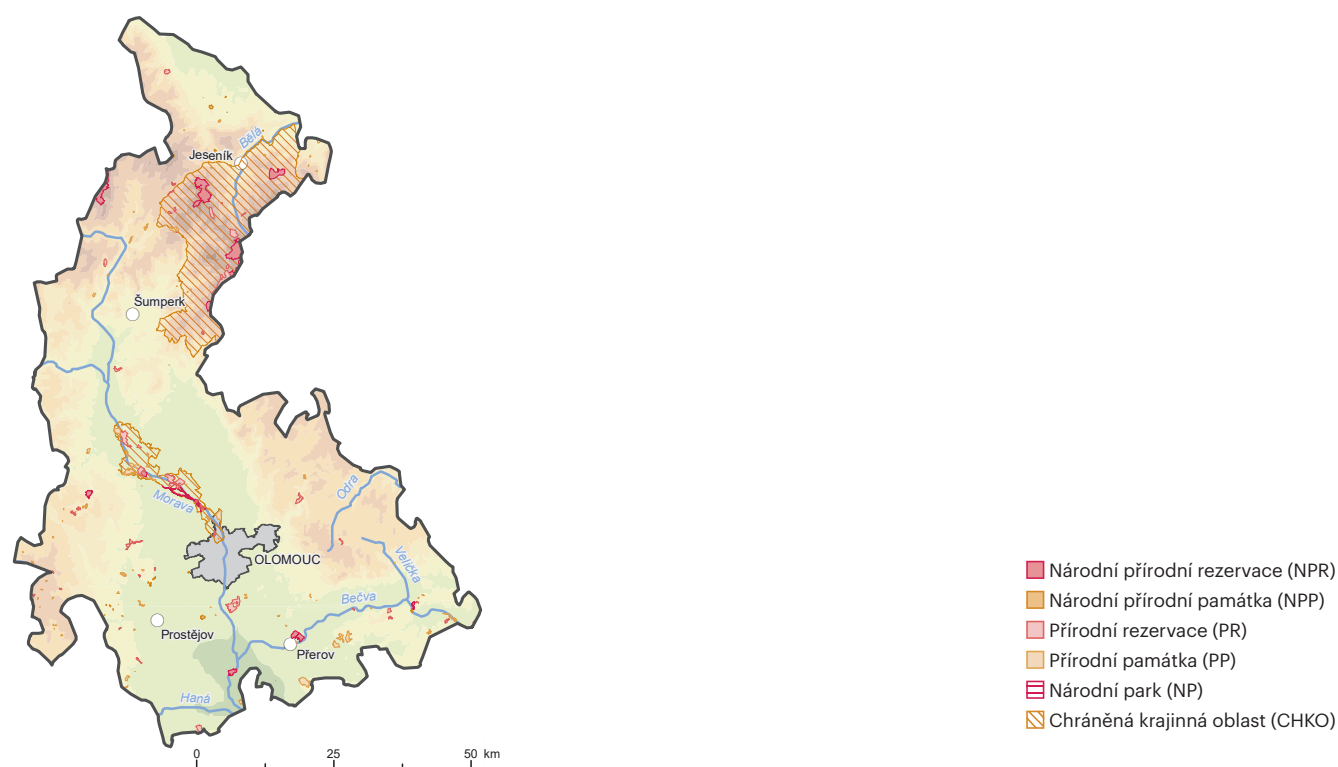 Bělá
Jeseník
Šumperk
Morava
Odra
OLOMOUC
Velička
Bečva
Prostějov
Přerov
Haná
0 25 50 km
Národní přírodní rezervace (NPR)
Národní přírodní památka (NPP)
Přírodní rezervace (PR)
Přírodní památka (PP)
Národní park (NP)
Chráněná krajinná oblast (CHKO)